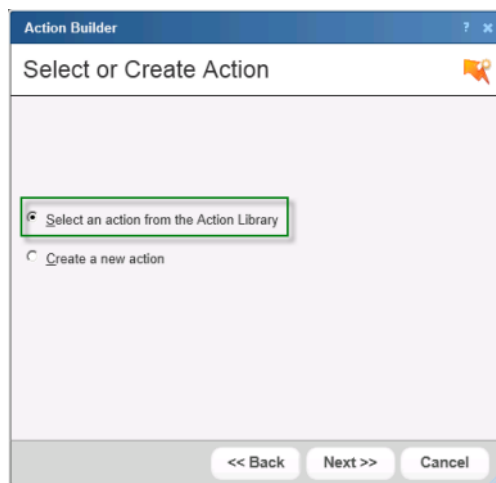 Action Builder ? x
Select or Create Action
Select an action from the Action Library
Create a new action
<< Back Next >> Cancel